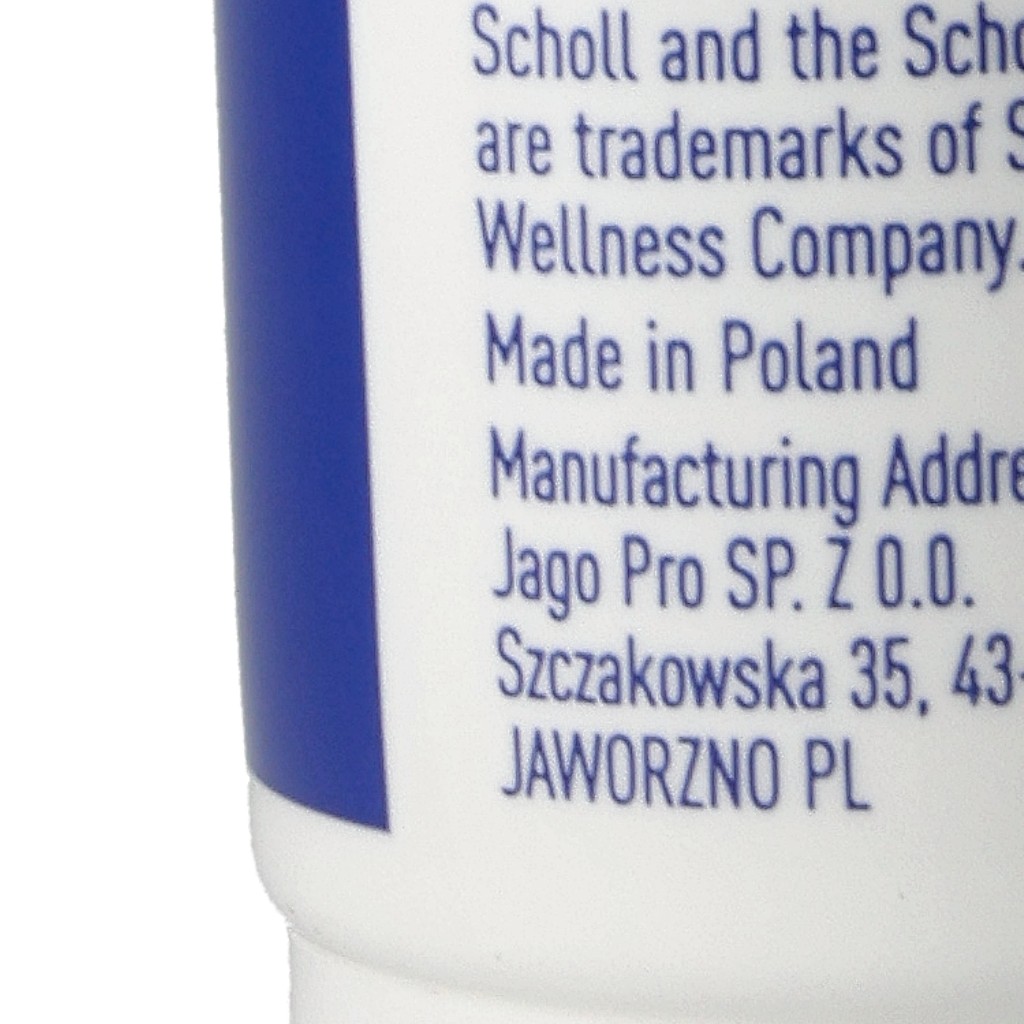 Scholl and the Scho
are trademarks of S
Wellness Company.
Made in Poland
Manufacturing Addre
Jago Pro SP. Z 0.0.
Szczakowska 35, 43-
JAWORZNO PL